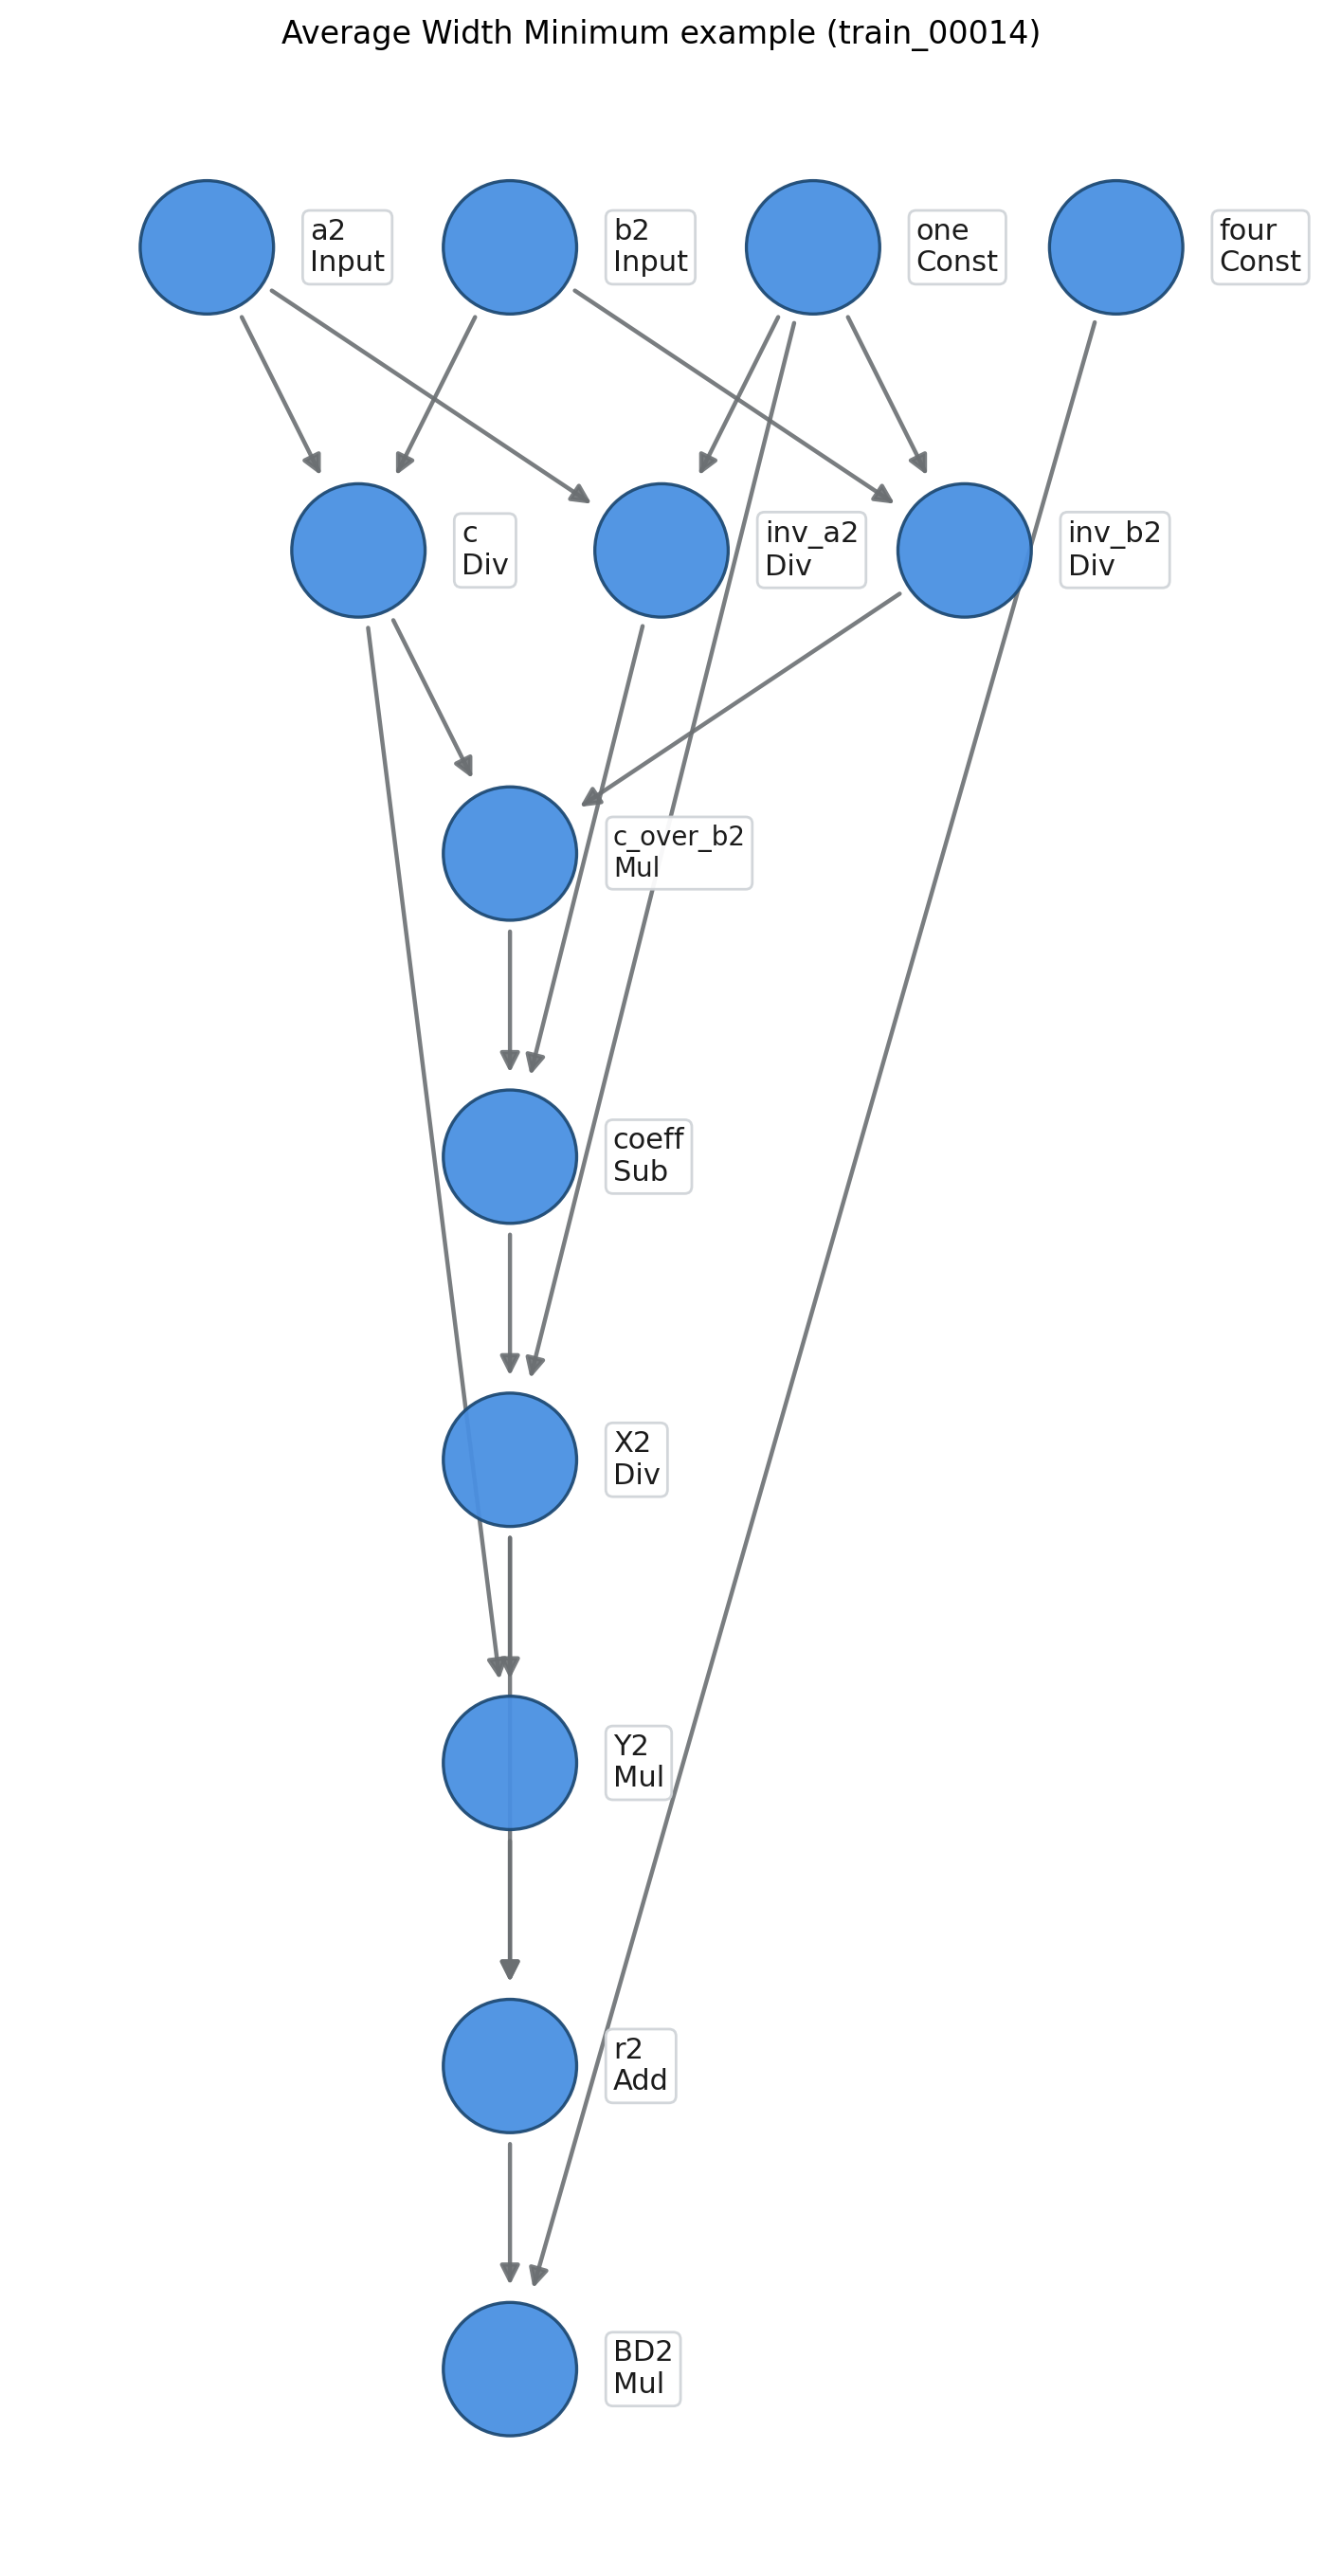 Average Width Minimum example (train_00014)
a2
Input
b2
Input
one
Const
four
Const
c
Div
inv_a2
Div
inv_b2
Div
c_over_b2
Mul
coeff
Sub
X2
Div
Y2
Mul
r2
Add
BD2
Mul